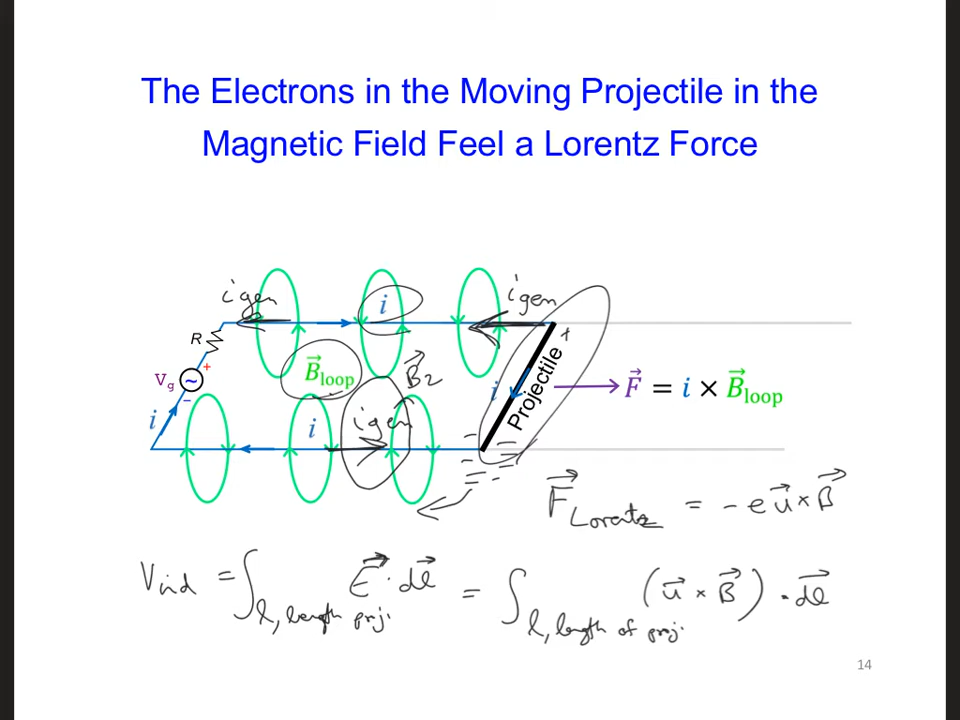 The Electrons in the Moving Projectile in the
Magnetic Field Feel a Lorentz Force
i gen
i
i gen
R
+
B⃗loop
B⃗2
+
Vg
~
-
i
Projectile
F⃗ = i × B⃗loop
i
i
i gen
F⃗Lorentz = - e u⃗ × B⃗
Vind = ∫l, length proj. E⃗ · dl⃗ = ∫l, length of proj. (u⃗ × B⃗) · dl⃗
14